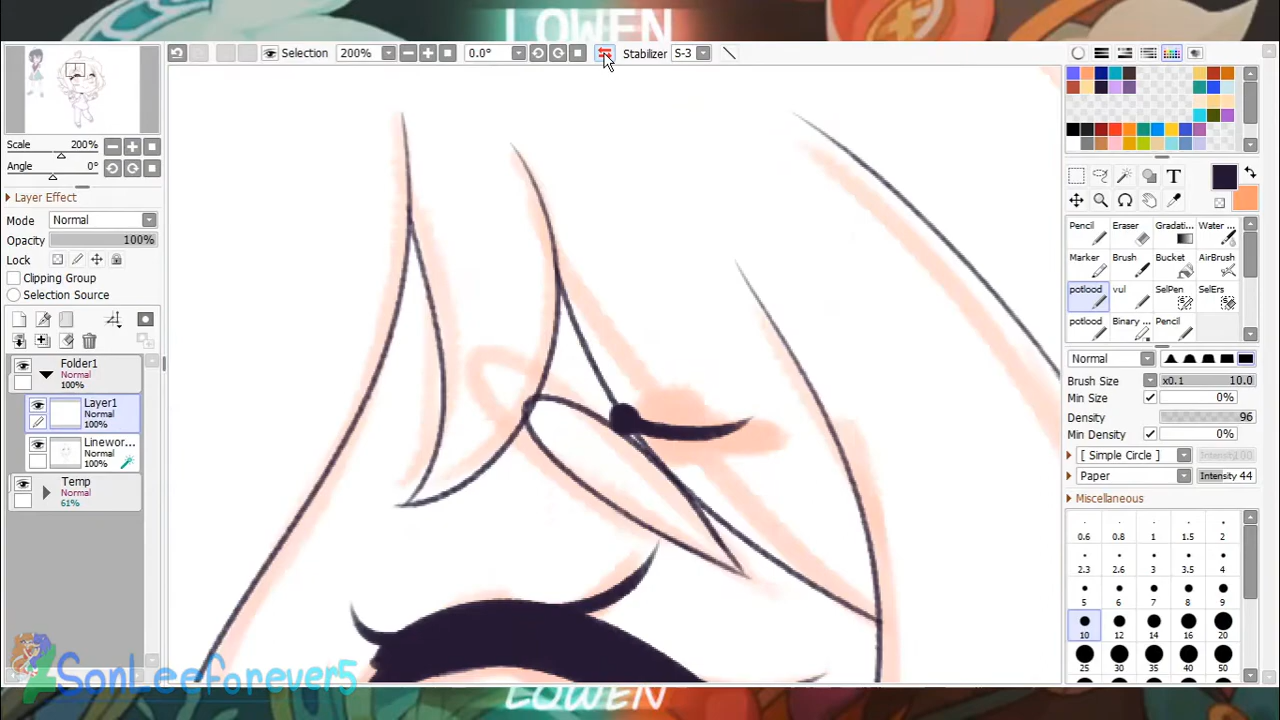 LOWEN
Selection 200% 0.0° Stabilizer S-3
Scale 200%
Angle 0°
Layer Effect
Mode Normal
Opacity 100%
Lock
Clipping Group
Selection Source
Folder1
Normal
100%
Layer1
Normal
100%
Linewor...
Normal
100%
Temp
Normal
61%
T
Pencil Eraser Gradati... Water ...
Marker Brush Bucket AirBrush
potlood vul SelPen SelErs
potlood Binary ... Pencil
Normal
Brush Size x0.1 10.0
Min Size 0%
Density 96
Min Density 0%
[ Simple Circle ] Intensity 100
Paper Intensity 44
Miscellaneous
0.6 0.8 1 1.5 2
2.3 2.6 3 3.5 4
5 6 7 8 9
10 12 14 16 20
25 30 35 40 50
SonLeeforever5
LOWEN